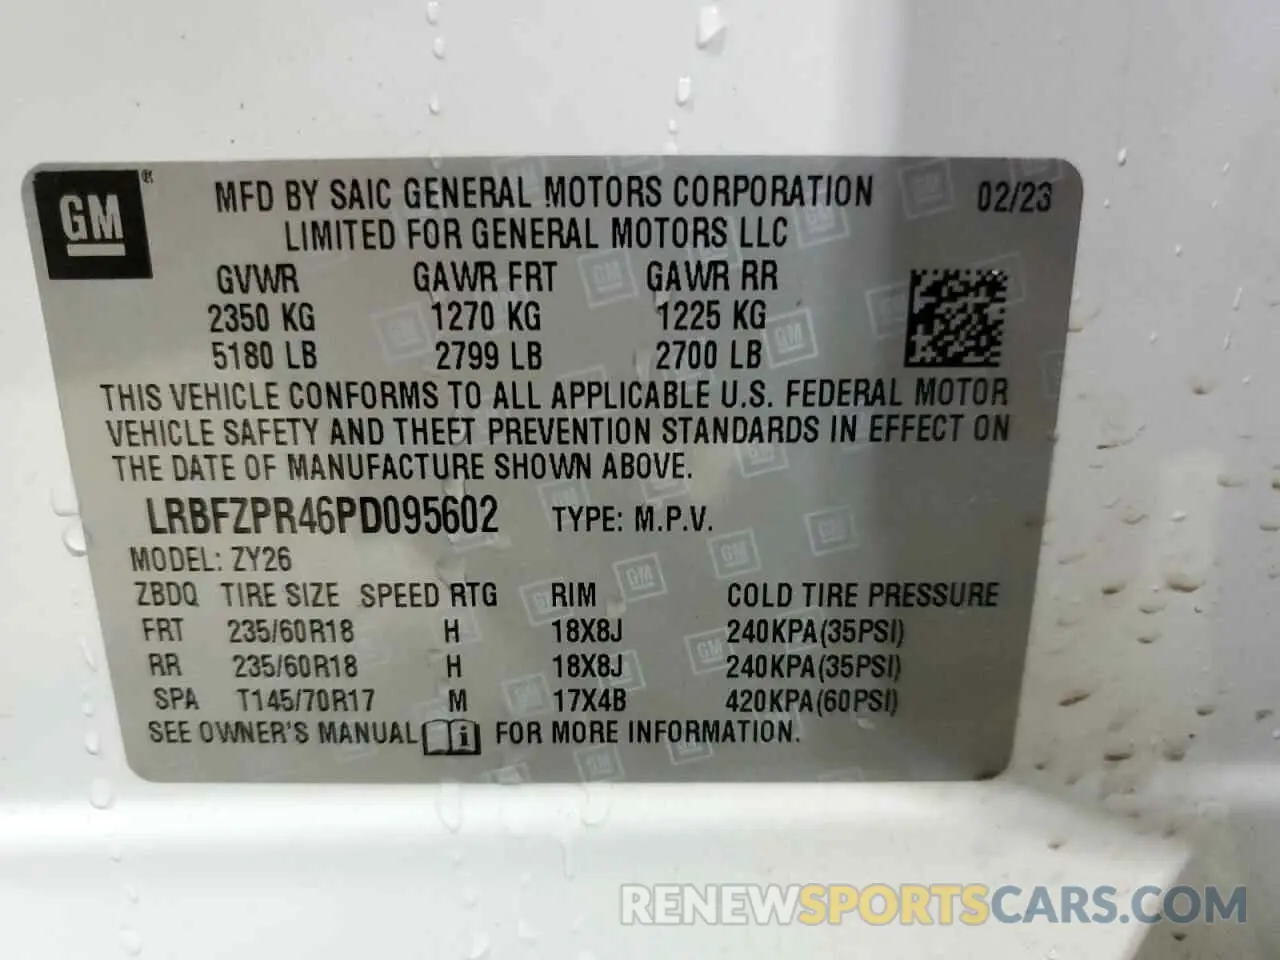 GM ® MFD BY SAIC GENERAL MOTORS CORPORATION 02/23
LIMITED FOR GENERAL MOTORS LLC
GVWR GAWR FRT GAWR RR
2350 KG 1270 KG 1225 KG
5180 LB 2799 LB 2700 LB
THIS VEHICLE CONFORMS TO ALL APPLICABLE U.S. FEDERAL MOTOR
VEHICLE SAFETY AND THEFT PREVENTION STANDARDS IN EFFECT ON
THE DATE OF MANUFACTURE SHOWN ABOVE.
LRBFZPR46PD095602 TYPE: M.P.V.
MODEL: ZY26
ZBDQ TIRE SIZE SPEED RTG RIM COLD TIRE PRESSURE
FRT 235/60R18 H 18X8J 240KPA(35PSI)
RR 235/60R18 H 18X8J 240KPA(35PSI)
SPA T145/70R17 M 17X4B 420KPA(60PSI)
SEE OWNER'S MANUAL i FOR MORE INFORMATION.
RENEWSPORTSCARS.COM